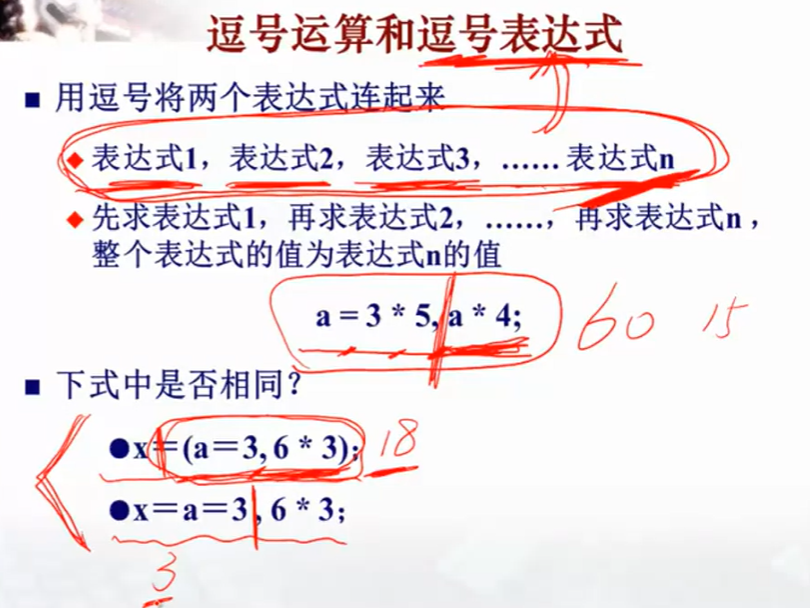 逗号运算和逗号表达式
■ 用逗号将两个表达式连起来
◆ 表达式1，表达式2，表达式3，…… 表达式n
◆ 先求表达式1，再求表达式2，……，再求表达式n，
整个表达式的值为表达式n的值
a = 3 * 5, a * 4; 60 15
■ 下式中是否相同？
●x＝(a＝3, 6 * 3); 18
●x＝a＝3, 6 * 3;
3